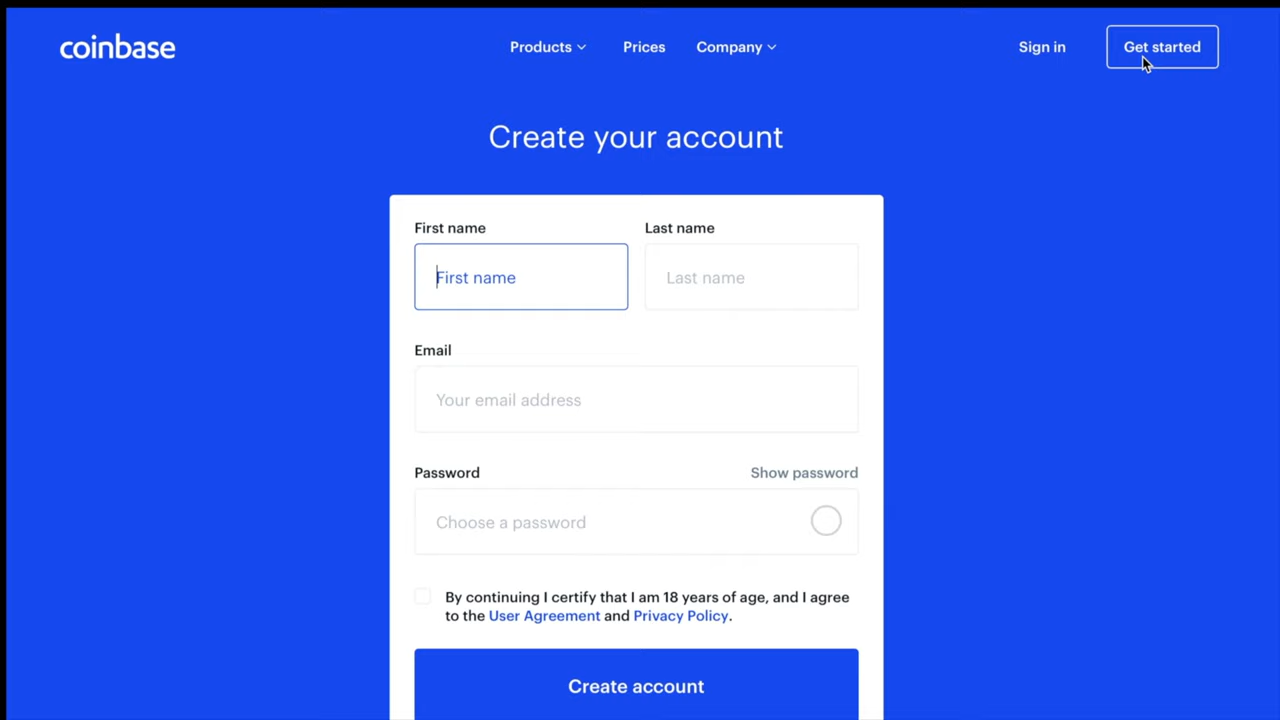 coinbase
Products
Prices
Company
Sign in
Get started
Create your account
First name
Last name
First name
Last name
Email
Your email address
Password
Show password
Choose a password
By continuing I certify that I am 18 years of age, and I agree
to the User Agreement and Privacy Policy.
Create account